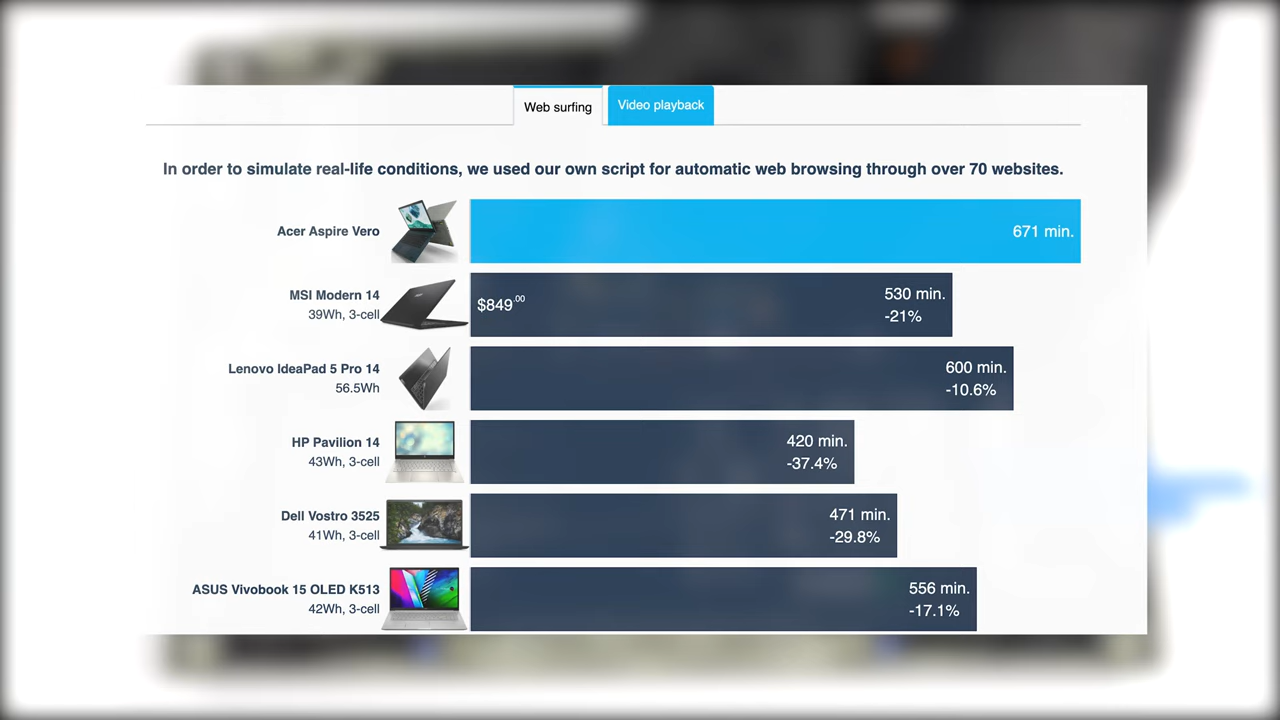 Web surfing
Video playback
In order to simulate real-life conditions, we used our own script for automatic web browsing through over 70 websites.
Acer Aspire Vero
671 min.
MSI Modern 14
39Wh, 3-cell
$849.00
530 min.
-21%
Lenovo IdeaPad 5 Pro 14
56.5Wh
600 min.
-10.6%
HP Pavilion 14
43Wh, 3-cell
420 min.
-37.4%
Dell Vostro 3525
41Wh, 3-cell
471 min.
-29.8%
ASUS Vivobook 15 OLED K513
42Wh, 3-cell
556 min.
-17.1%